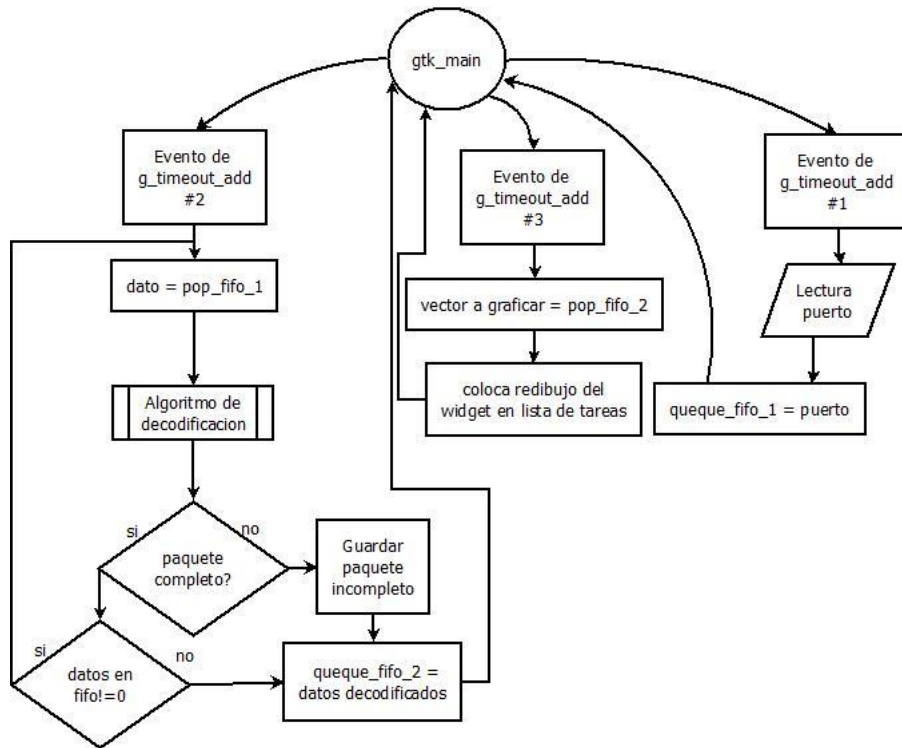 gtk_main
Evento de
g_timeout_add
#2
dato = pop_fifo_1
Algoritmo de
decodificacion
si
no
paquete
completo?
Guardar
paquete
incompleto
si
no
datos en
fifo!=0
queque_fifo_2 =
datos decodificados
Evento de
g_timeout_add
#3
vector a graficar = pop_fifo_2
coloca redibujo del
widget en lista de tareas
Evento de
g_timeout_add
#1
Lectura
puerto
queque_fifo_1 = puerto